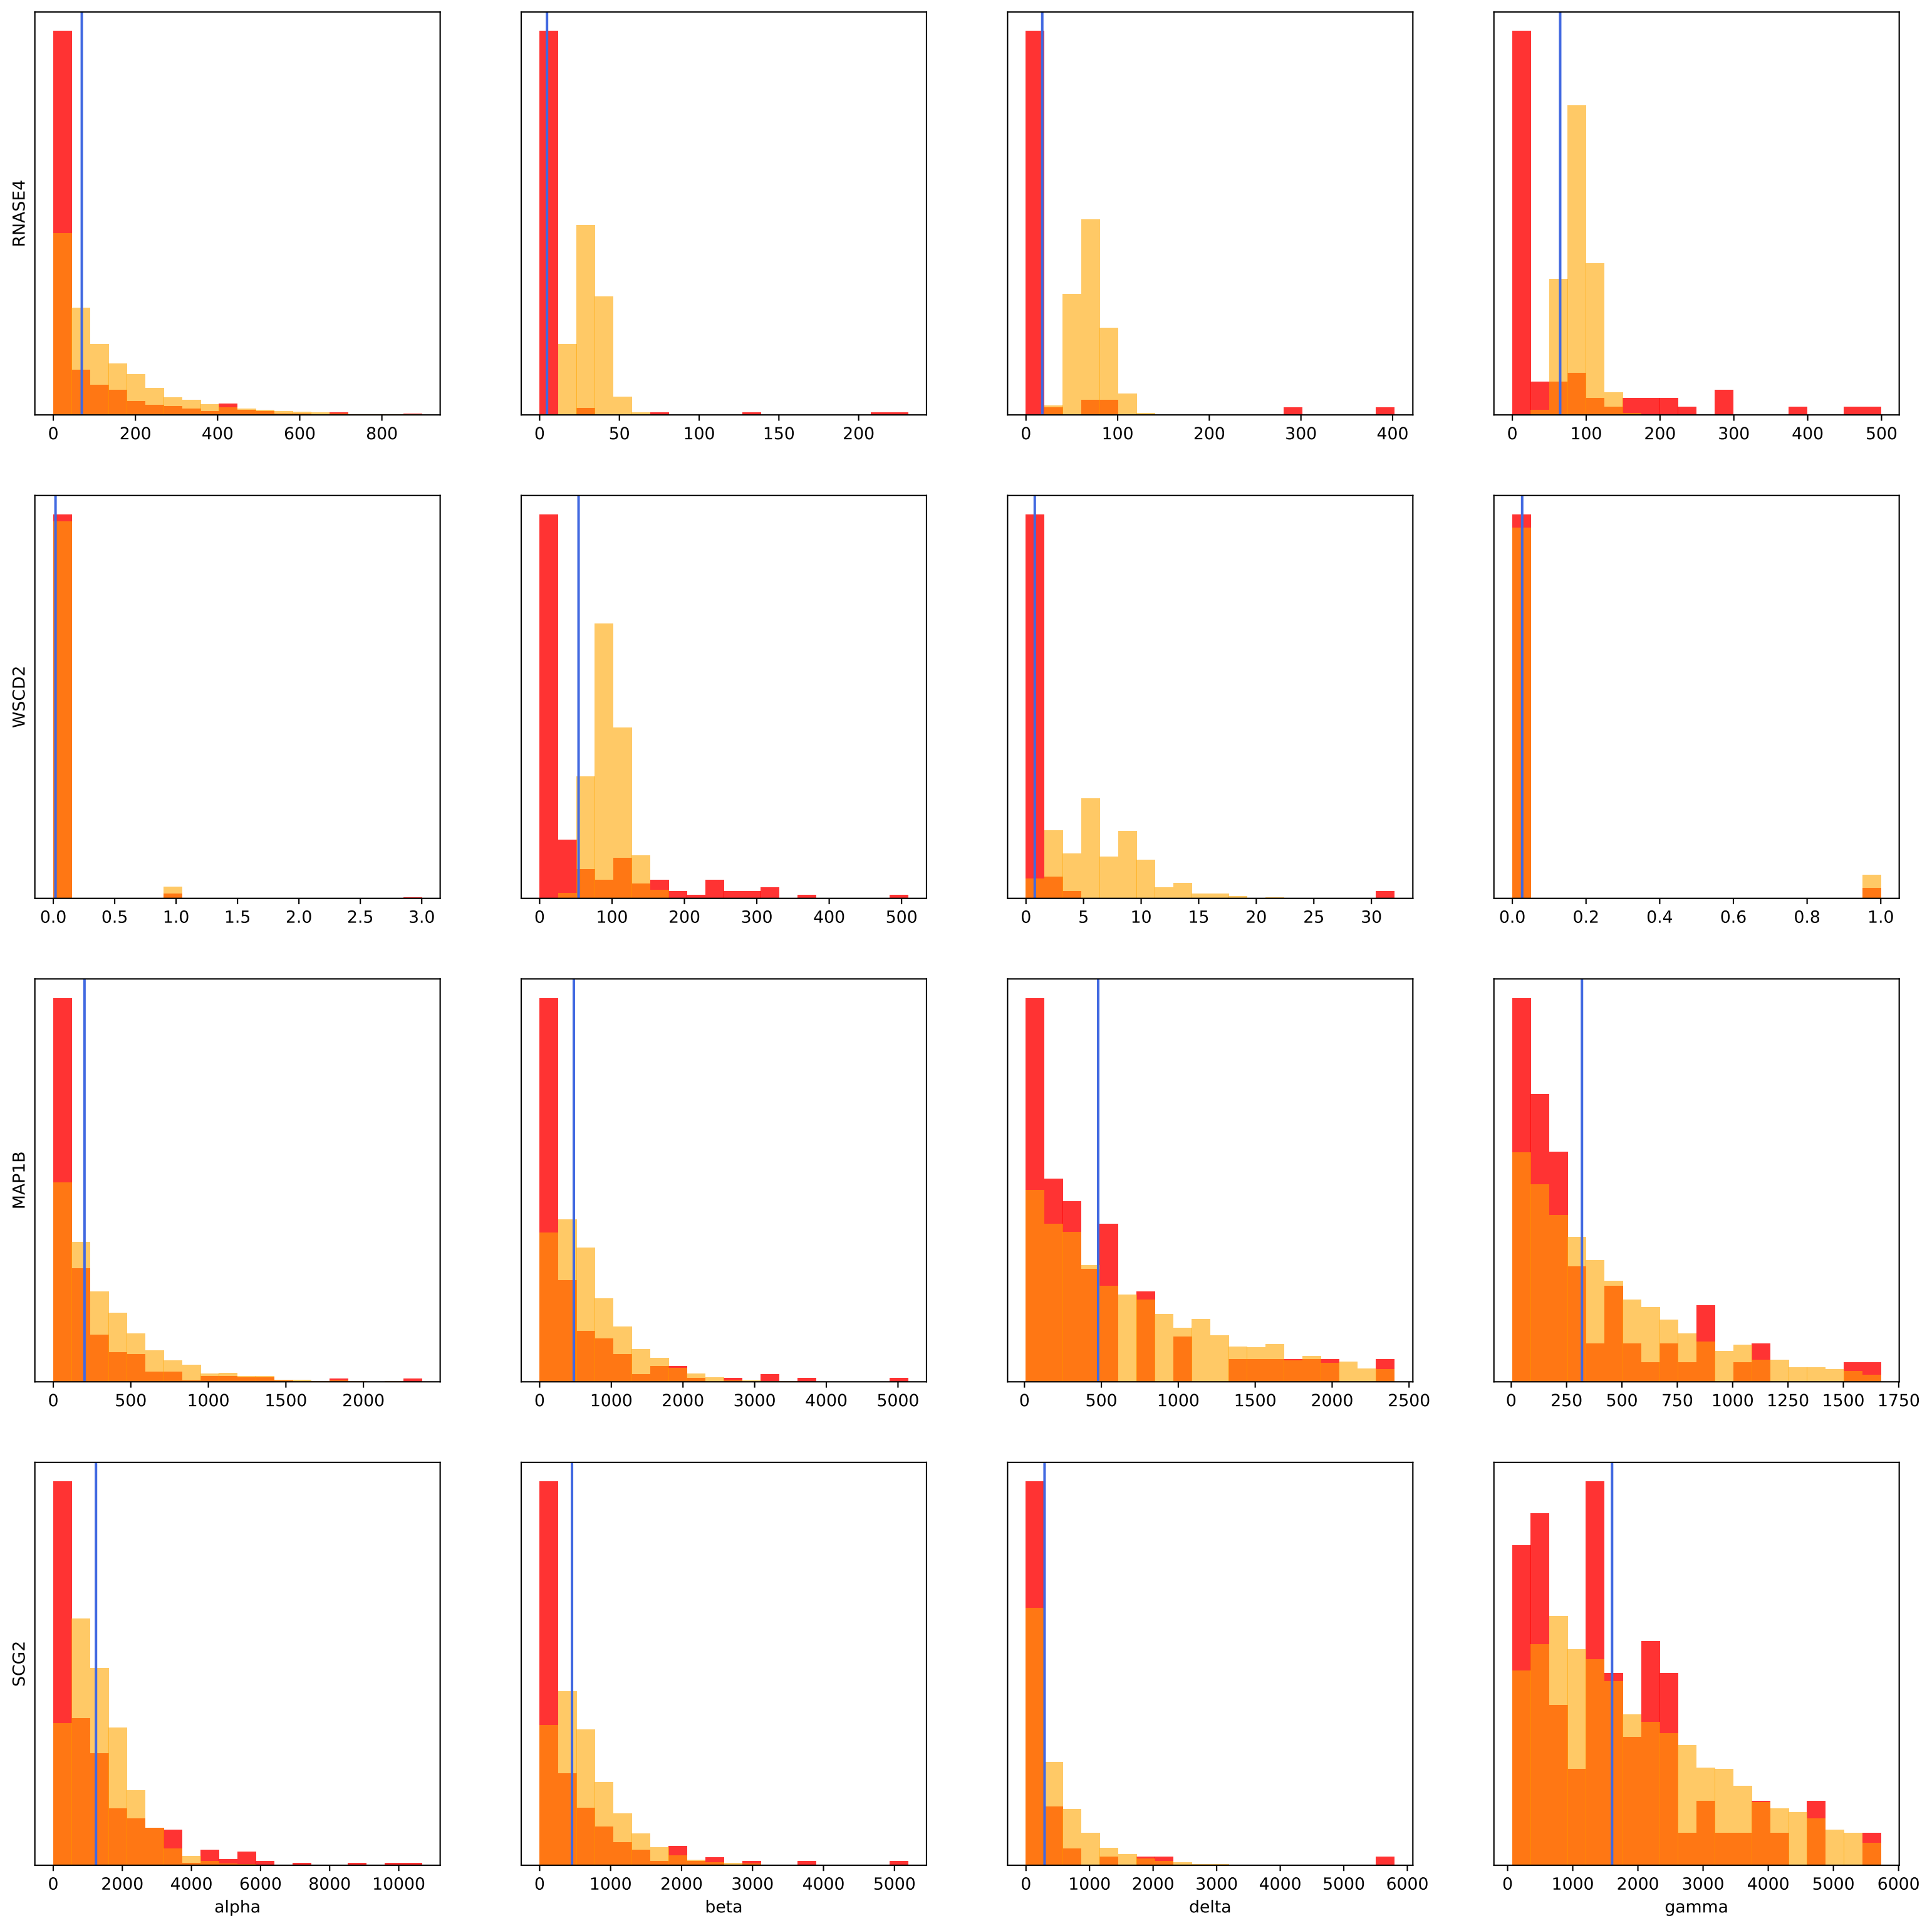 RNASE4
0 200 400 600 800
0 50 100 150 200
0 100 200 300 400
0 100 200 300 400 500
WSCD2
0.0 0.5 1.0 1.5 2.0 2.5 3.0
0 100 200 300 400 500
0 5 10 15 20 25 30
0.0 0.2 0.4 0.6 0.8 1.0
MAP1B
0 500 1000 1500 2000
0 1000 2000 3000 4000 5000
0 500 1000 1500 2000 2500
0 250 500 750 1000 1250 1500 1750
SCG2
0 2000 4000 6000 8000 10000
0 1000 2000 3000 4000 5000
0 1000 2000 3000 4000 5000 6000
0 1000 2000 3000 4000 5000 6000
alpha
beta
delta
gamma